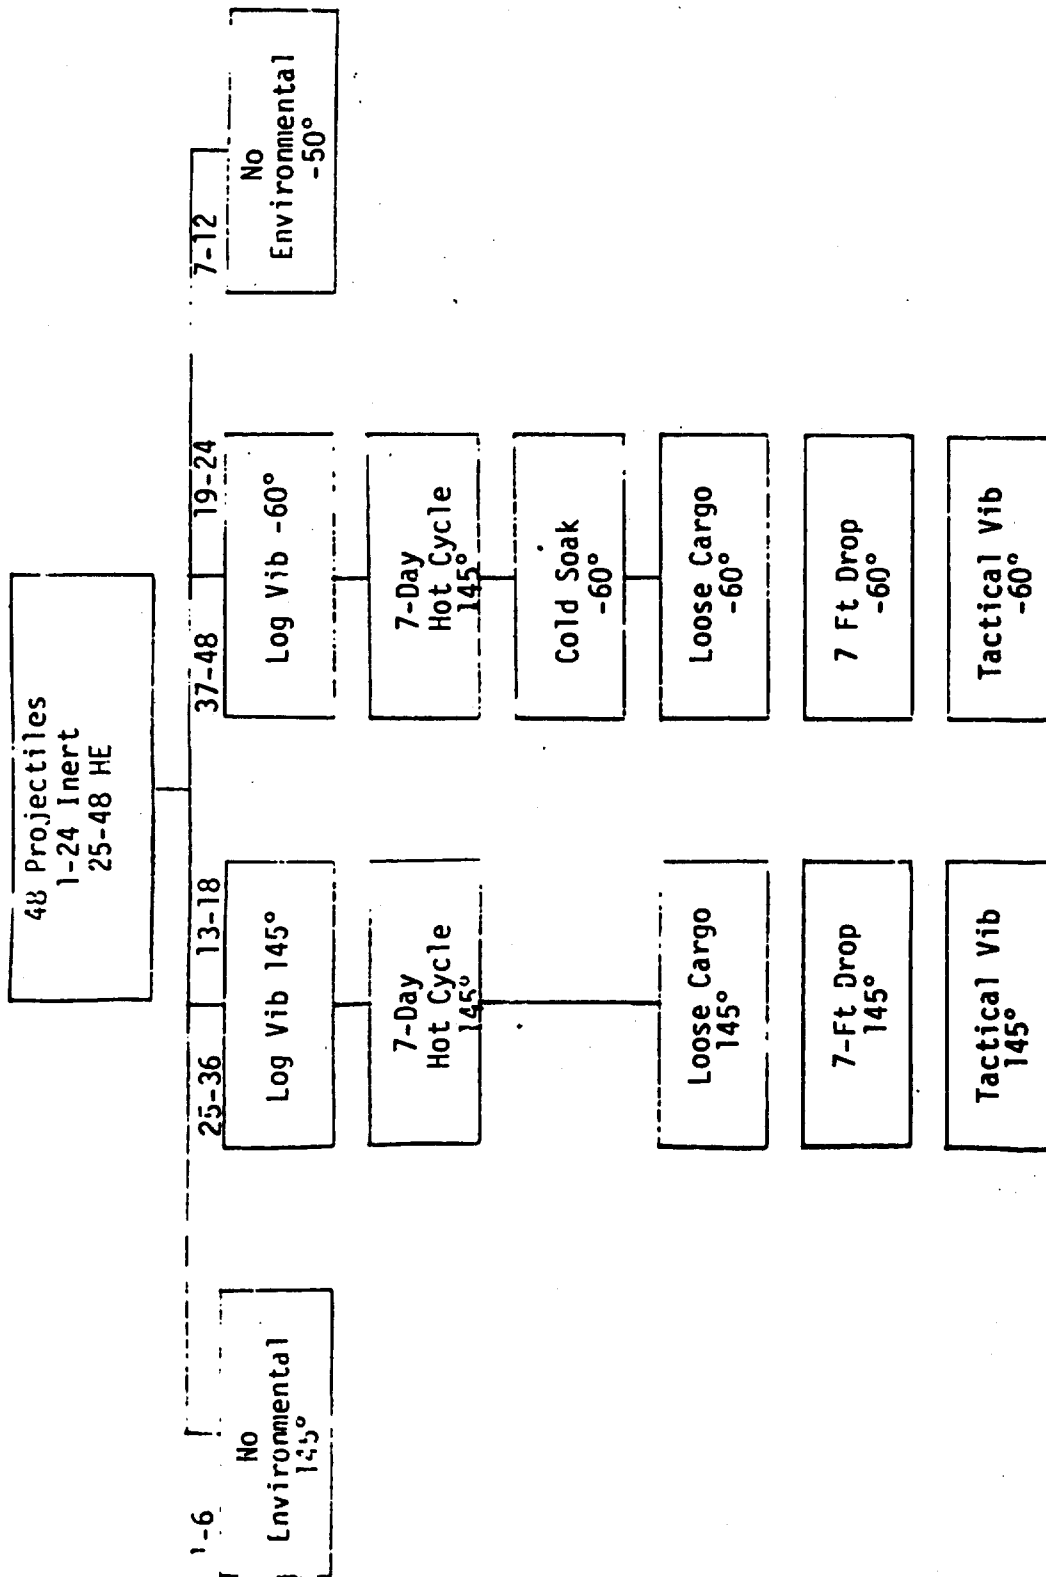 48 Projectiles
1-24 Inert
25-48 HE
1-6
No
Environmental
145°
25-36
13-18
Log Vib 145°
7-Day
Hot Cycle
145°
Loose Cargo
145°
7-Ft Drop
145°
Tactical Vib
145°
37-48
19-24
Log Vib -60°
7-Day
Hot Cycle
145°
Cold Soak
-60°
Loose Cargo
-60°
7 Ft Drop
-60°
Tactical Vib
-60°
7-12
No
Environmental
-50°